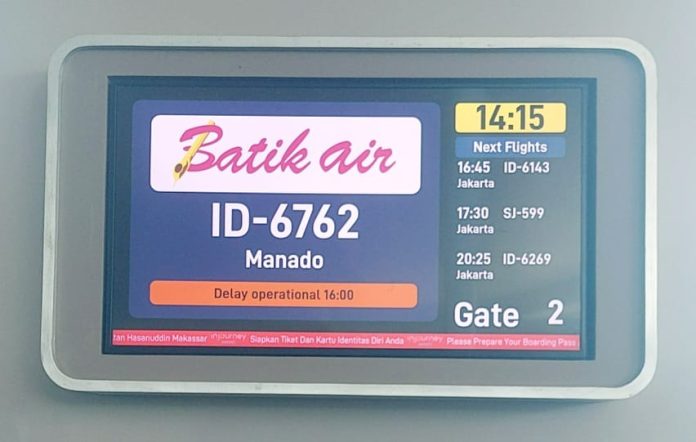 Batik air
ID-6762
Manado
Delay operational 16:00
14:15
Next Flights
16:45 ID-6143
Jakarta
17:30 SJ-599
Jakarta
20:25 ID-6269
Jakarta
Gate 2
tan Hasanuddin Makassar injourney Siapkan Tiket Dan Kartu Identitas Diri Anda injourney Please Prepare Your Boarding Pass